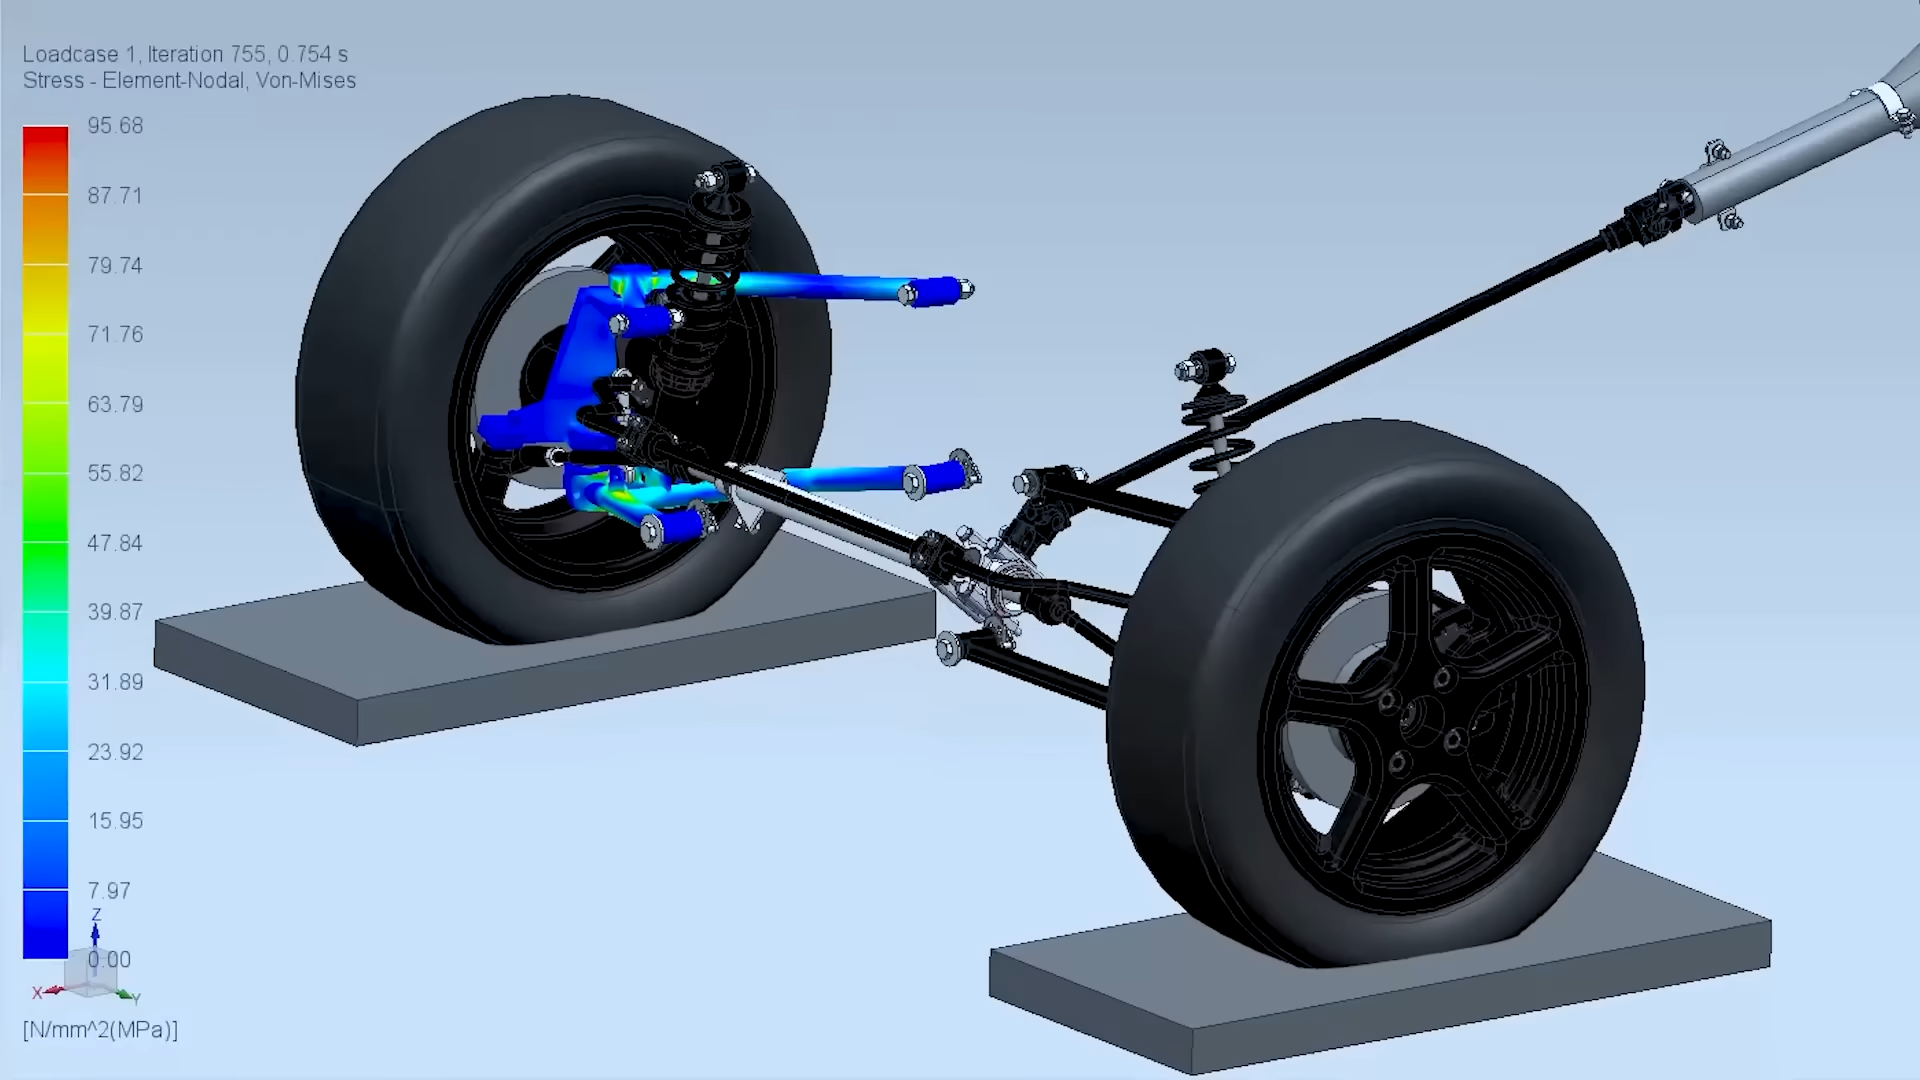 Loadcase 1, Iteration 755, 0.754 s
Stress - Element-Nodal, Von-Mises
95.68
87.71
79.74
71.76
63.79
55.82
47.84
39.87
31.89
23.92
15.95
7.97
Z
0.00
X
Y
[N/mm^2(MPa)]